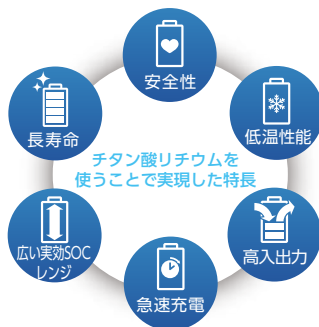 安全性
長寿命
低温性能
チタン酸リチウムを
使うことで実現した特長
広い実効SOC
レンジ
高入出力
急速充電